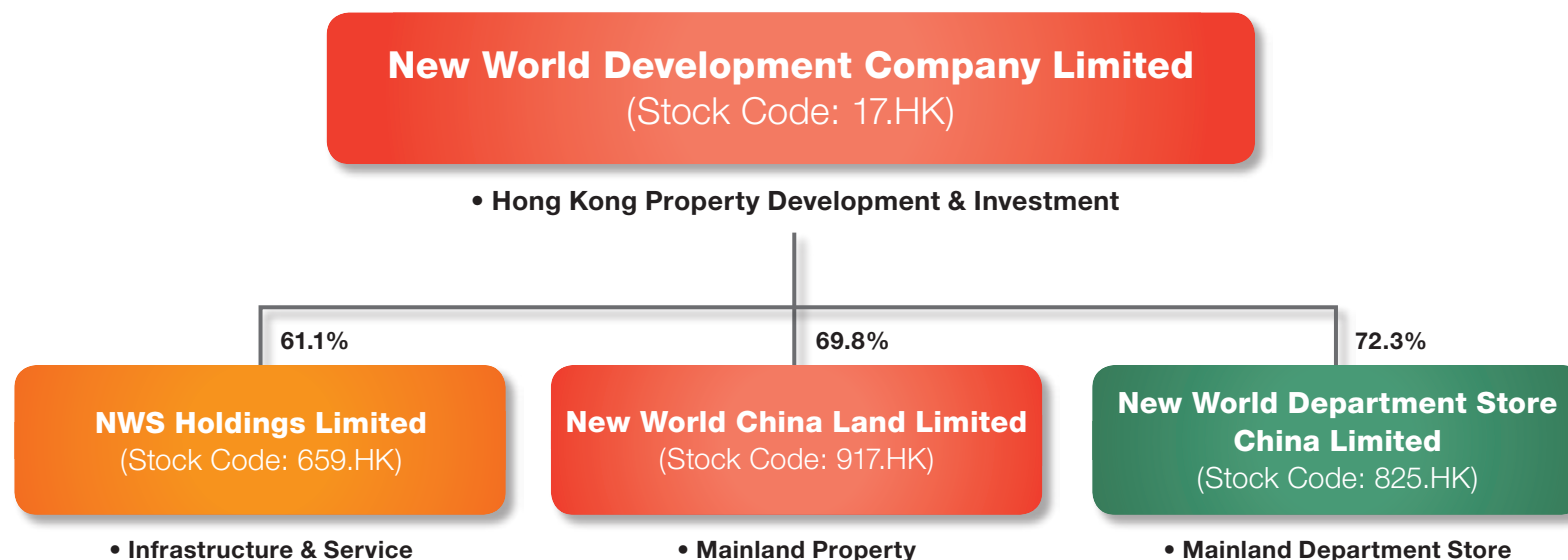 New World Development Company Limited
(Stock Code: 17.HK)
• Hong Kong Property Development & Investment
61.1%
69.8%
72.3%
NWS Holdings Limited
(Stock Code: 659.HK)
New World China Land Limited
(Stock Code: 917.HK)
New World Department Store
China Limited
(Stock Code: 825.HK)
• Infrastructure & Service
• Mainland Property
• Mainland Department Store